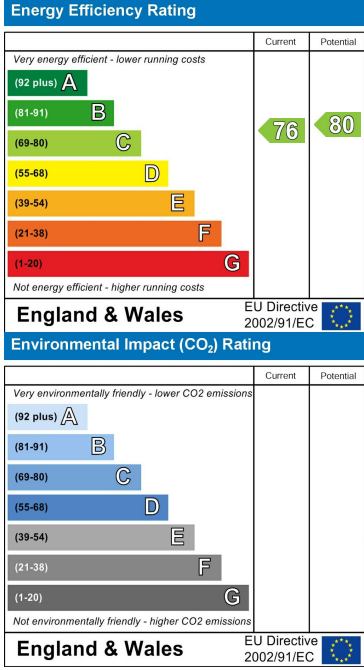 Energy Efficiency Rating
Current Potential
Very energy efficient - lower running costs
(92 plus) A
(81-91) B
(69-80) C
(55-68) D
(39-54) E
(21-38) F
(1-20) G
76 80
Not energy efficient - higher running costs
England & Wales
EU Directive
2002/91/EC
Environmental Impact (CO₂) Rating
Current Potential
Very environmentally friendly - lower CO2 emissions
(92 plus) A
(81-91) B
(69-80) C
(55-68) D
(39-54) E
(21-38) F
(1-20) G
Not environmentally friendly - higher CO2 emissions
England & Wales
EU Directive
2002/91/EC